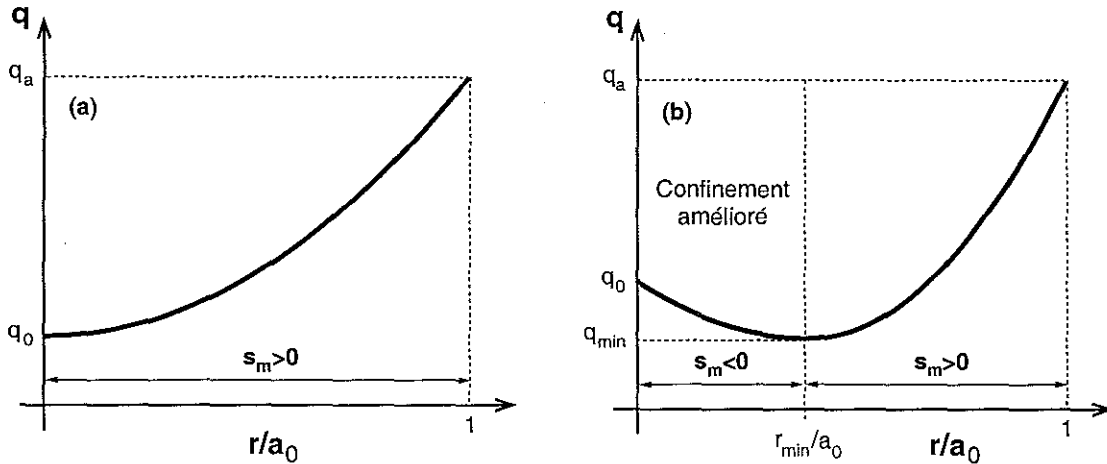 q
q_a
(a)
q_0
s_m>0
r/a_0
1
q
q_a
(b)
Confinement
amélioré
q_0
q_min
s_m<0
s_m>0
r_min/a_0
r/a_0
1